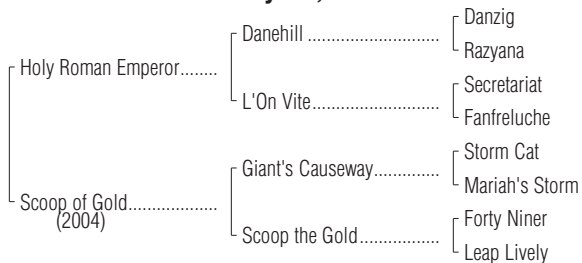 Danzig
Danehill ..............................
Razyana
Holy Roman Emperor........
Secretariat
L'On Vite.............................
Fanfreluche
Storm Cat
Giant's Causeway...............
Mariah's Storm
Scoop of Gold....................
(2004)
Forty Niner
Scoop the Gold..................
Leap Lively